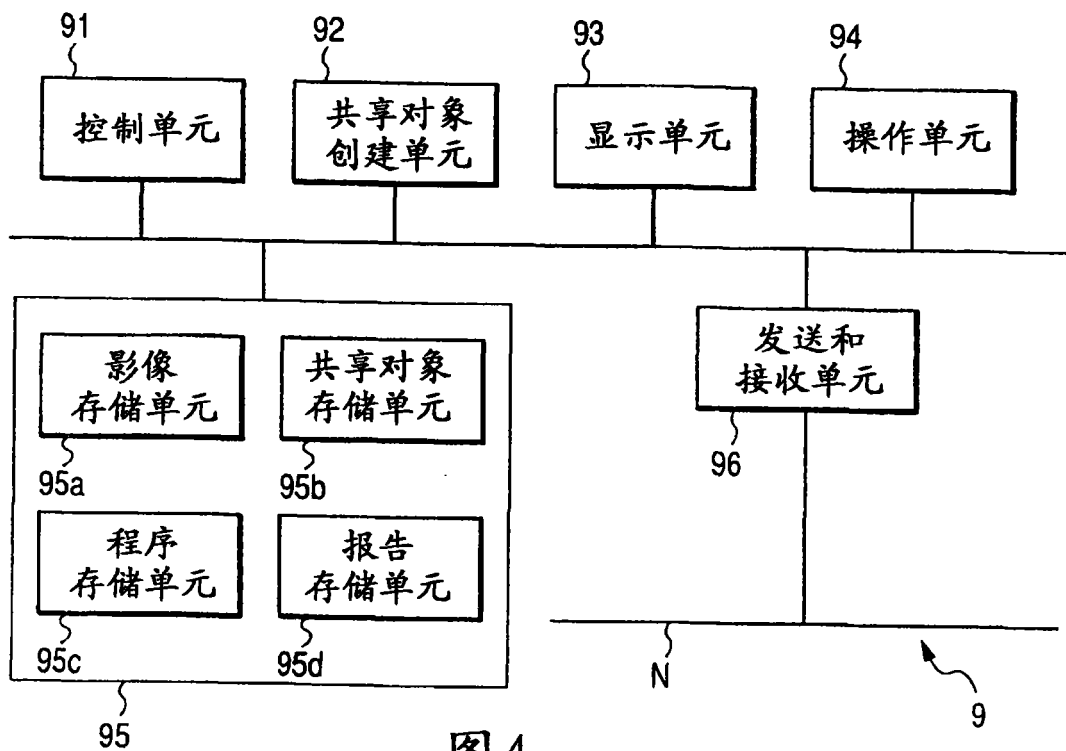 91
92
93
94
控制单元
共享对象
创建单元
显示单元
操作单元
影像
存储单元
95a
共享对象
存储单元
95b
程序
存储单元
95c
报告
存储单元
95d
95
发送和
接收单元
96
N
9
图 4